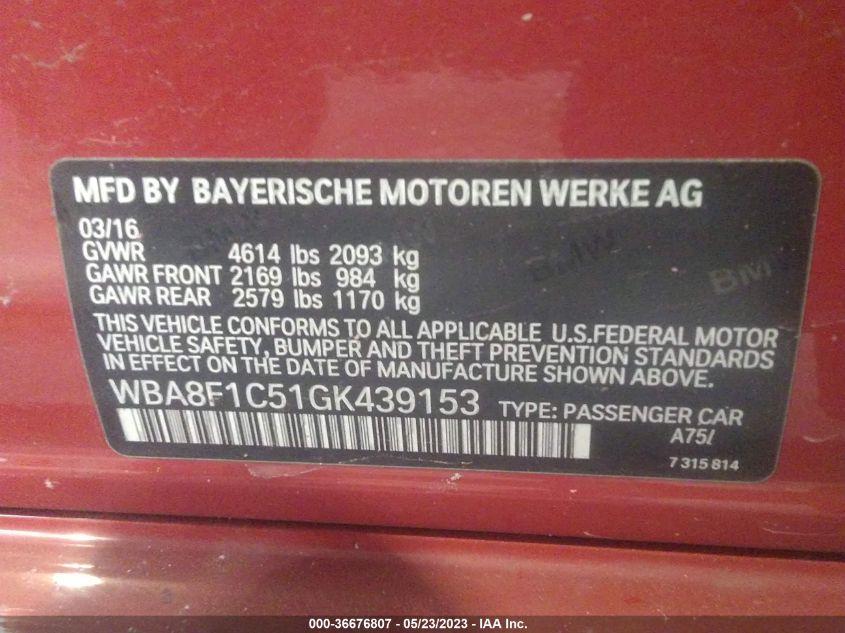 MFD BY BAYERISCHE MOTOREN WERKE AG
03/16
GVWR 4614 lbs 2093 kg
GAWR FRONT 2169 lbs 984 kg
GAWR REAR 2579 lbs 1170 kg
THIS VEHICLE CONFORMS TO ALL APPLICABLE U.S.FEDERAL MOTOR
VEHICLE SAFETY, BUMPER AND THEFT PREVENTION STANDARDS
IN EFFECT ON THE DATE OF MANUFACTURE SHOWN ABOVE.
WBA8F1C51GK439153 TYPE: PASSENGER CAR
A75/
7 315 814
BMW
BMW
000-36676807 - 05/23/2023 - IAA Inc.